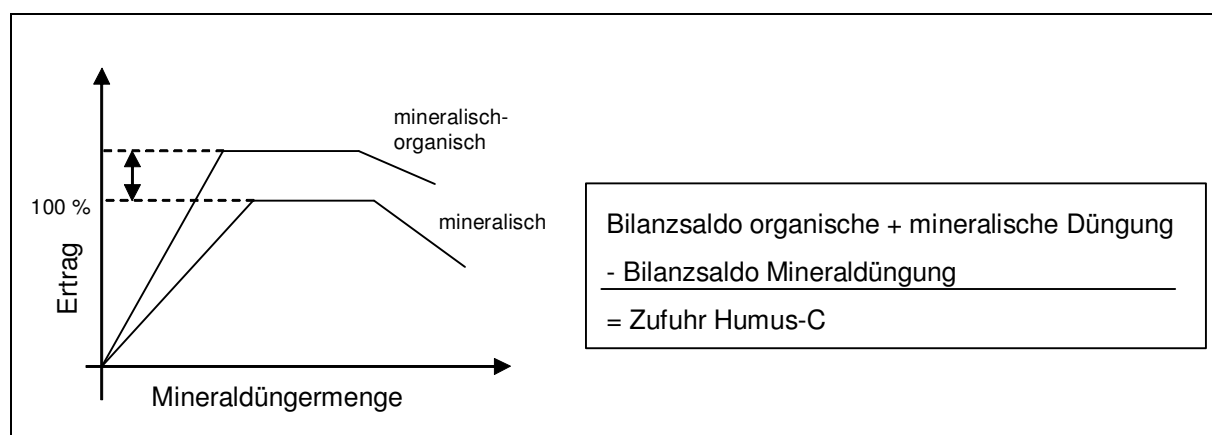 mineralisch-
organisch
100 %
mineralisch
Ertrag
Mineraldüngermenge
Bilanzsaldo organische + mineralische Düngung
- Bilanzsaldo Mineraldüngung
= Zufuhr Humus-C